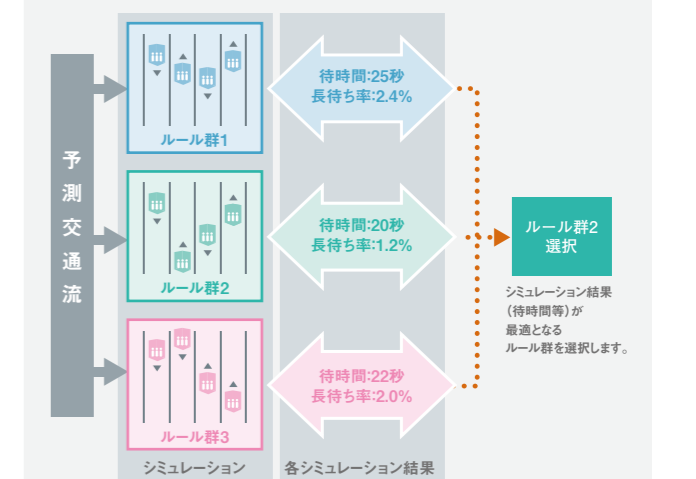 予測交通流
ルール群1
待時間:25秒
長待ち率:2.4%
ルール群2
待時間:20秒
長待ち率:1.2%
ルール群3
待時間:22秒
長待ち率:2.0%
シミュレーション
各シミュレーション結果
ルール群2
選択
シミュレーション結果
(待時間等)が
最適となる
ルール群を選択します。